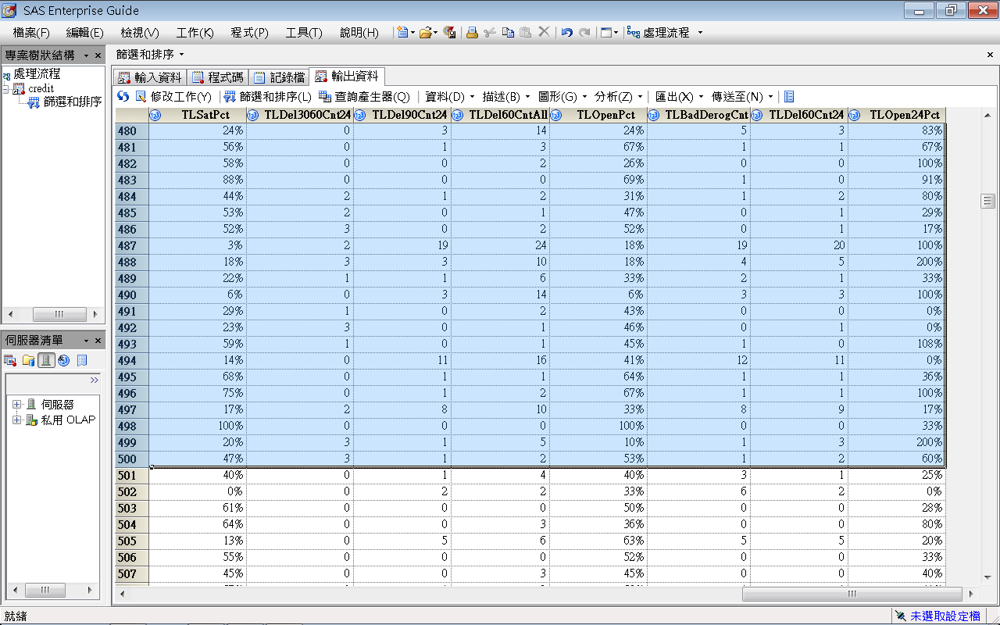 SAS Enterprise Guide
檔案(F) 編輯(E) 檢視(V) 工作(K) 程式(P) 工具(T) 說明(H) 處理流程
專案樹狀結構
處理流程
credit
篩選和排序
伺服器清單
伺服器
私用 OLAP
篩選和排序
輸入資料 程式碼 記錄檔 輸出資料
修改工作(Y) 篩選和排序(L) 查詢產生器(Q) 資料(D) 描述(B) 圖形(G) 分析(Z) 匯出(X) 傳送至(N)
TLSatPct TLDel3060Cnt24 TLDel90Cnt24 TLDel60CntAll TLOpenPct TLBadDerogCnt TLDel60Cnt24 TLOpen24Pct
480 24% 0 3 14 24% 5 3 83%
481 56% 0 1 3 67% 1 1 67%
482 58% 0 0 2 26% 0 0 100%
483 88% 0 0 0 69% 1 0 91%
484 44% 2 1 2 31% 1 2 80%
485 53% 2 0 1 47% 0 1 29%
486 52% 3 0 2 52% 0 1 17%
487 3% 2 19 24 18% 19 20 100%
488 18% 3 3 10 18% 4 5 200%
489 22% 1 1 6 33% 2 1 33%
490 6% 0 3 14 6% 3 3 100%
491 29% 1 0 2 43% 0 0 0%
492 23% 3 0 1 46% 0 1 0%
493 59% 1 0 1 45% 1 0 108%
494 14% 0 11 16 41% 12 11 0%
495 68% 0 1 1 64% 1 1 36%
496 75% 0 1 2 67% 1 1 100%
497 17% 2 8 10 33% 8 9 17%
498 100% 0 0 0 100% 0 0 33%
499 20% 3 1 5 10% 1 3 200%
500 47% 3 1 2 53% 1 2 60%
501 40% 0 1 4 40% 3 1 25%
502 0% 0 2 2 33% 6 2 0%
503 61% 0 0 0 50% 0 0 28%
504 64% 0 0 3 36% 0 0 80%
505 13% 0 5 6 63% 5 5 20%
506 55% 0 0 0 52% 0 0 33%
507 45% 0 0 3 45% 0 0 40%
就緒
未選取設定檔